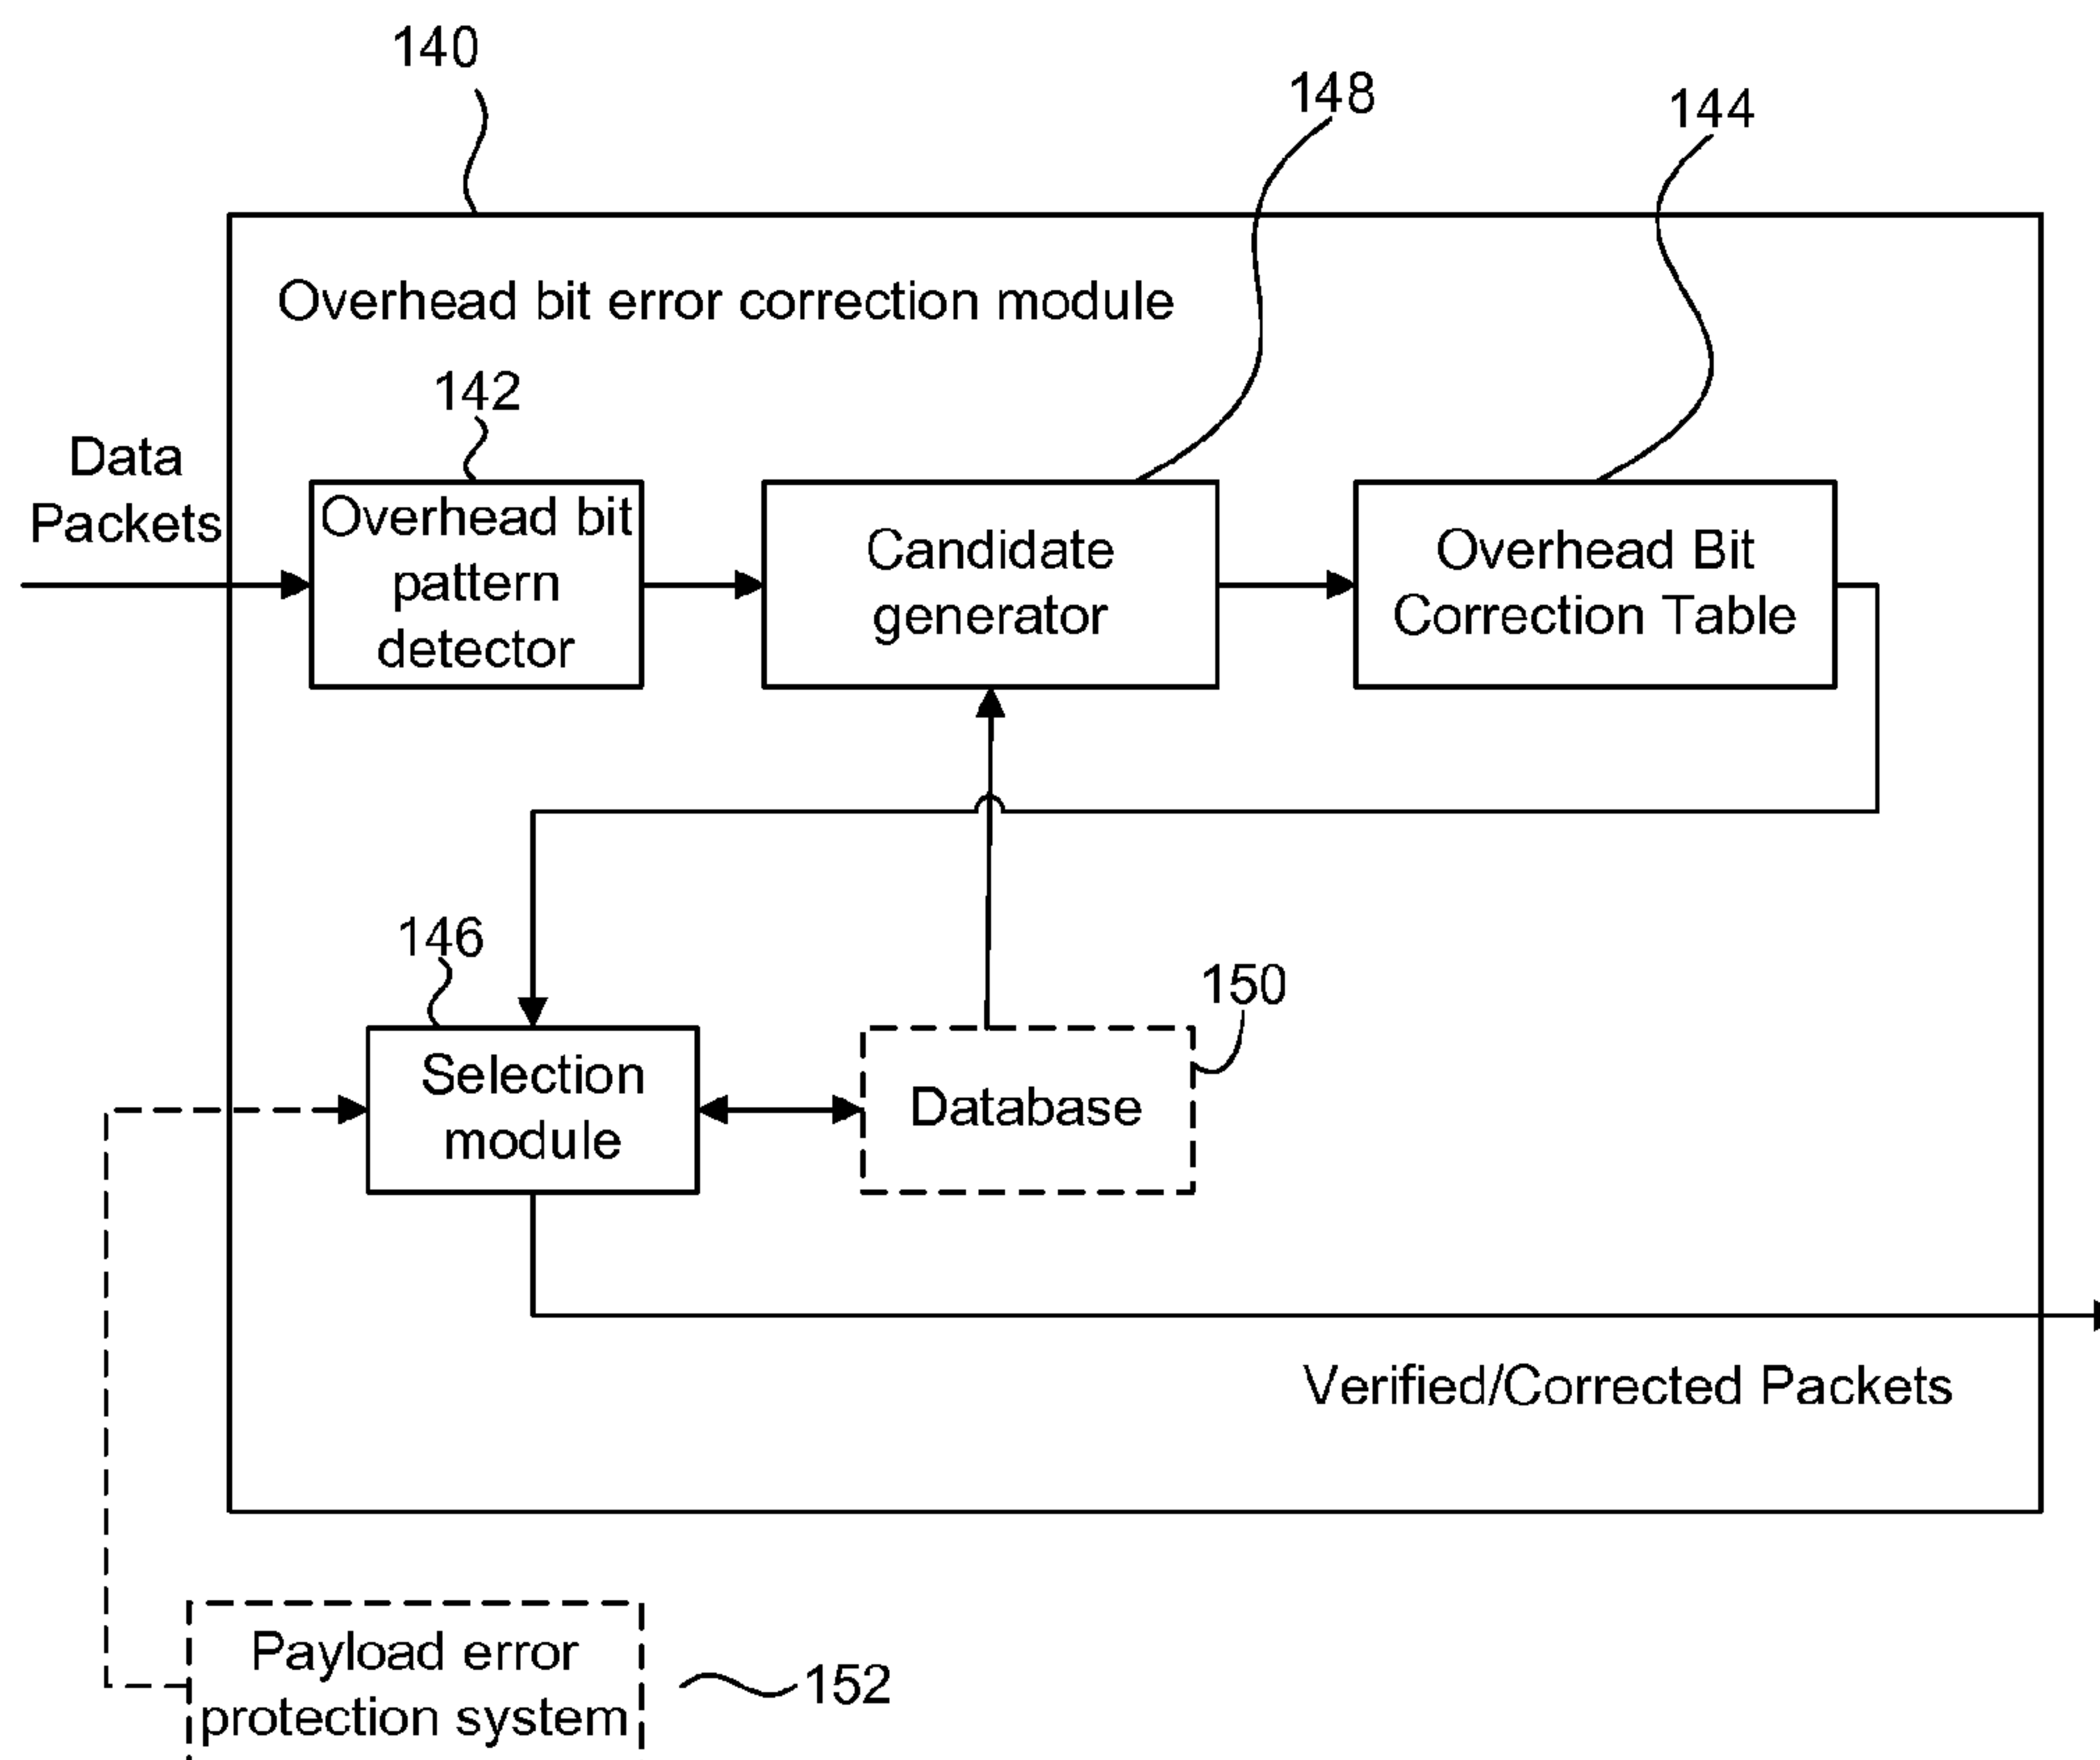 140
148
144
Overhead bit error correction module
142
Data
Packets
Overhead bit
pattern
detector
Candidate
generator
Overhead Bit
Correction Table
146
150
Selection
module
Database
Verified/Corrected Packets
Payload error
protection system
152